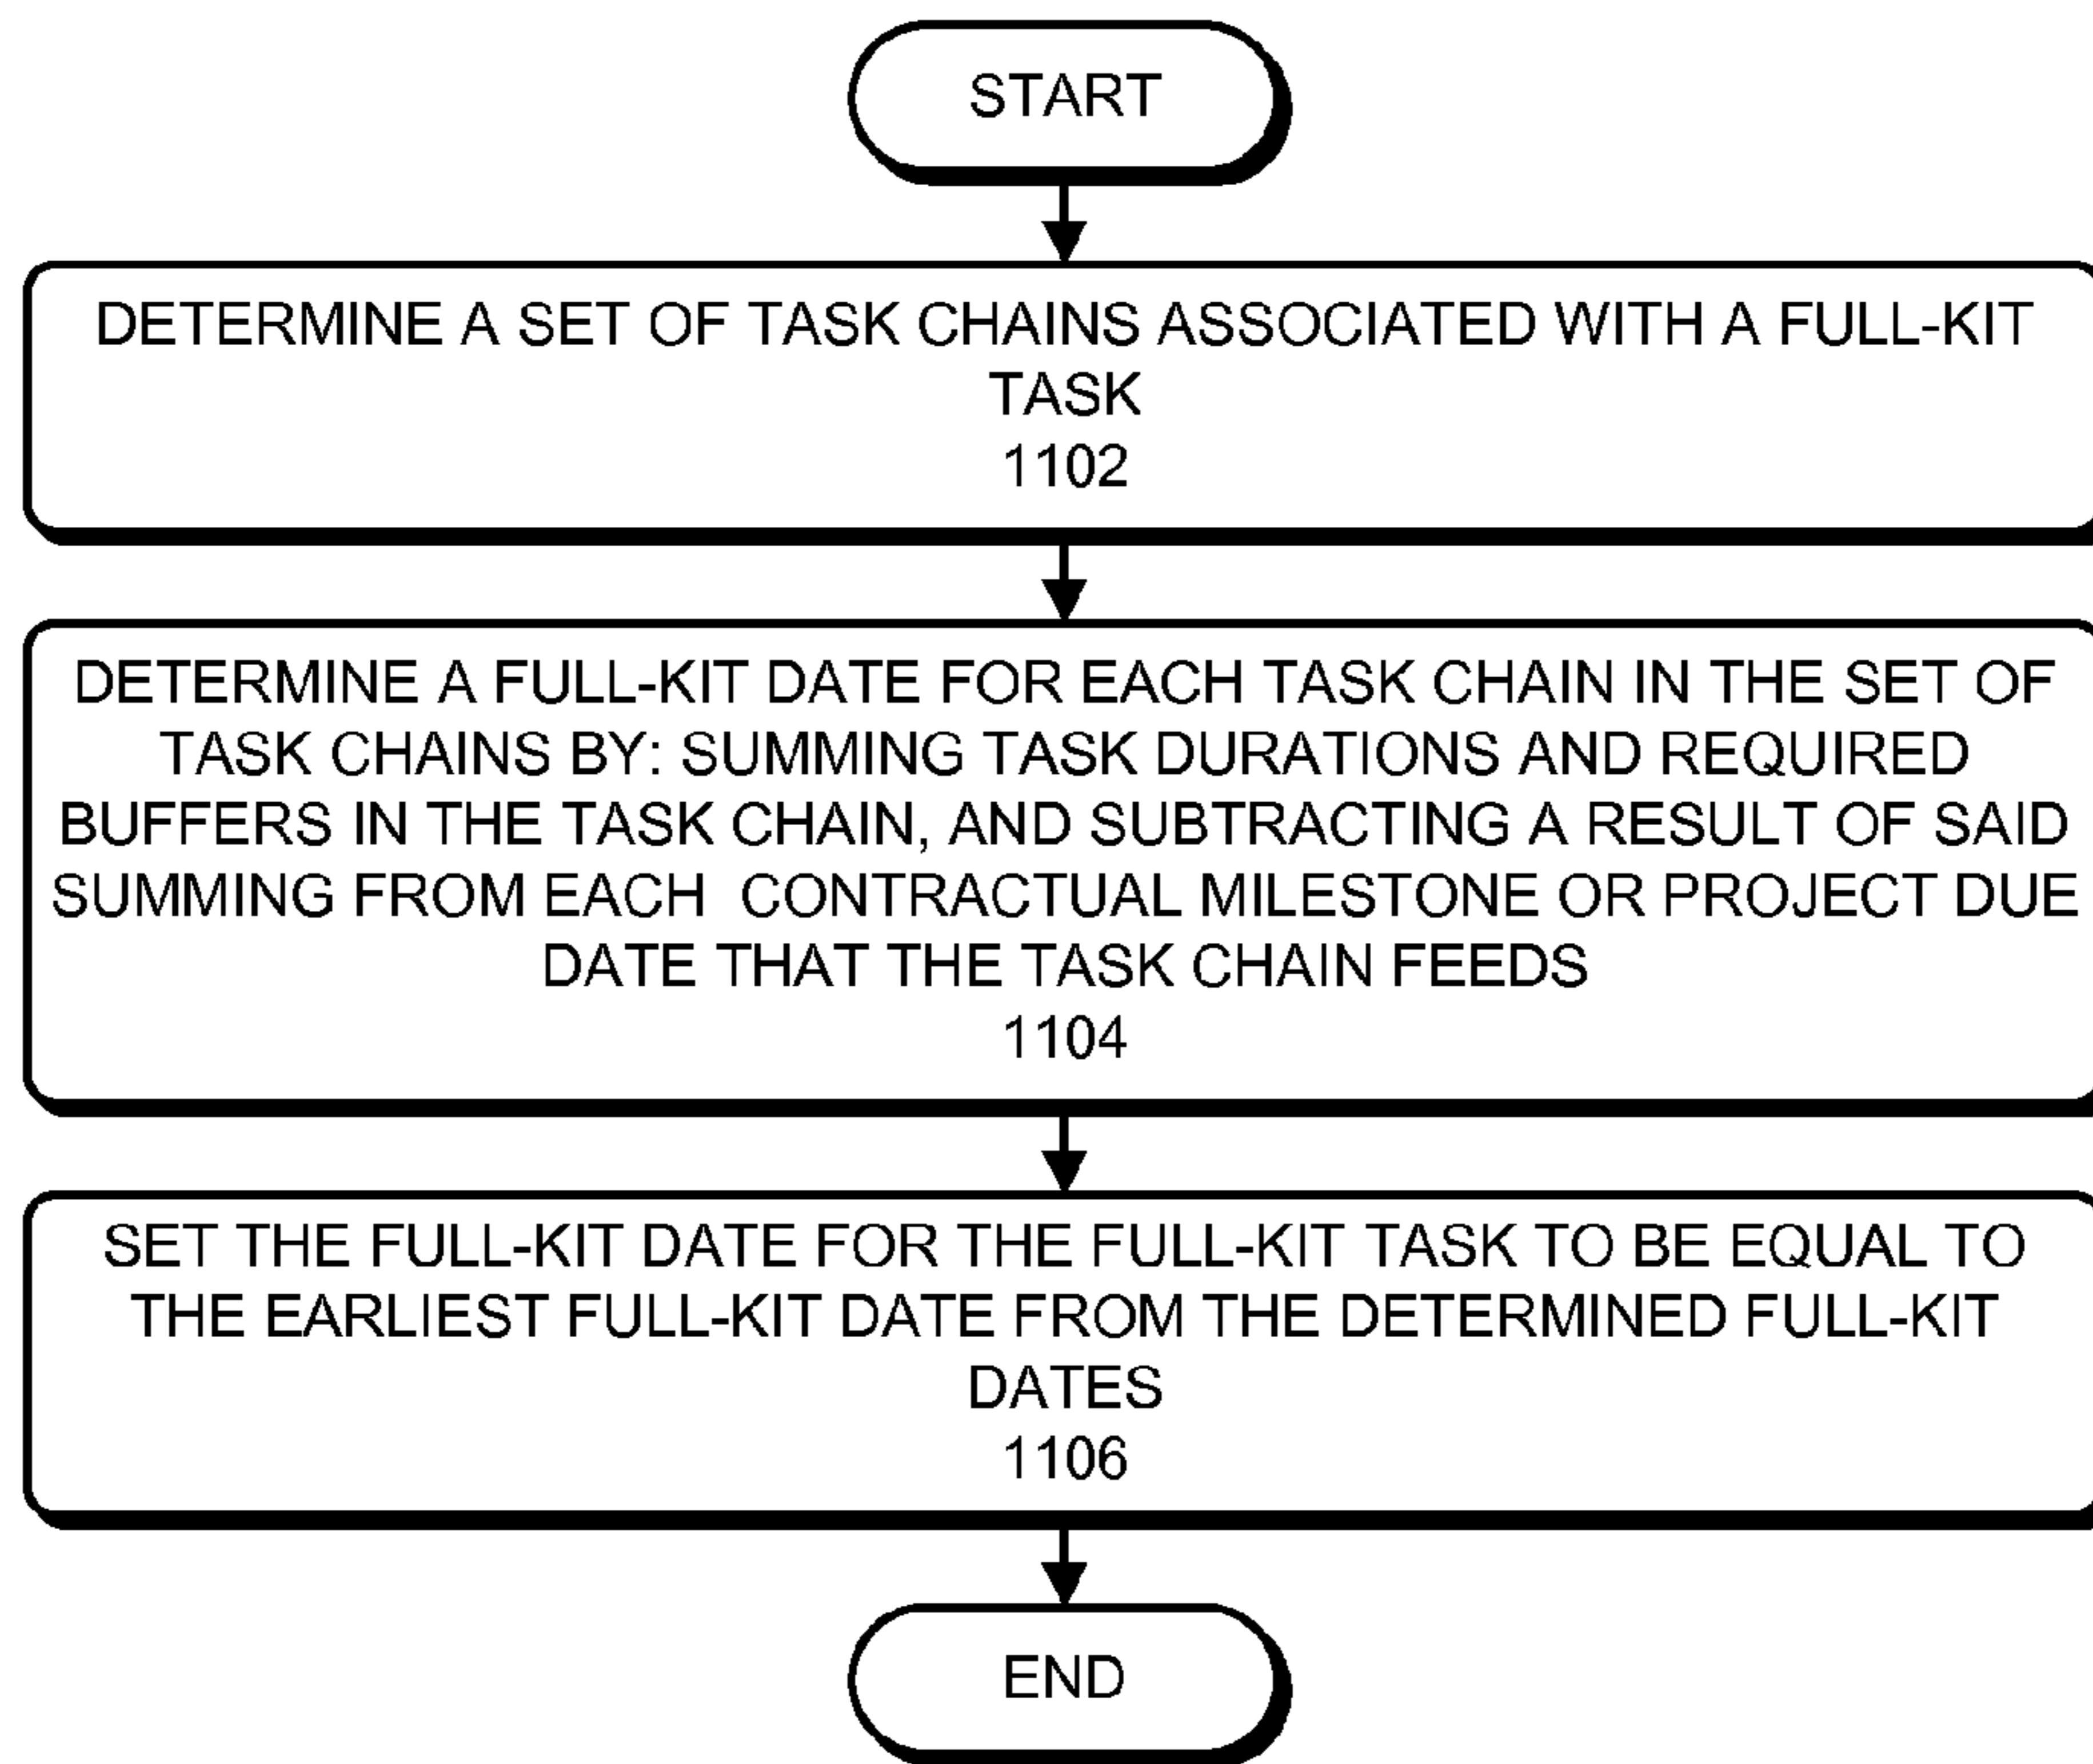 START
DETERMINE A SET OF TASK CHAINS ASSOCIATED WITH A FULL-KIT
TASK
1102
DETERMINE A FULL-KIT DATE FOR EACH TASK CHAIN IN THE SET OF
TASK CHAINS BY: SUMMING TASK DURATIONS AND REQUIRED
BUFFERS IN THE TASK CHAIN, AND SUBTRACTING A RESULT OF SAID
SUMMING FROM EACH CONTRACTUAL MILESTONE OR PROJECT DUE
DATE THAT THE TASK CHAIN FEEDS
1104
SET THE FULL-KIT DATE FOR THE FULL-KIT TASK TO BE EQUAL TO
THE EARLIEST FULL-KIT DATE FROM THE DETERMINED FULL-KIT
DATES
1106
END